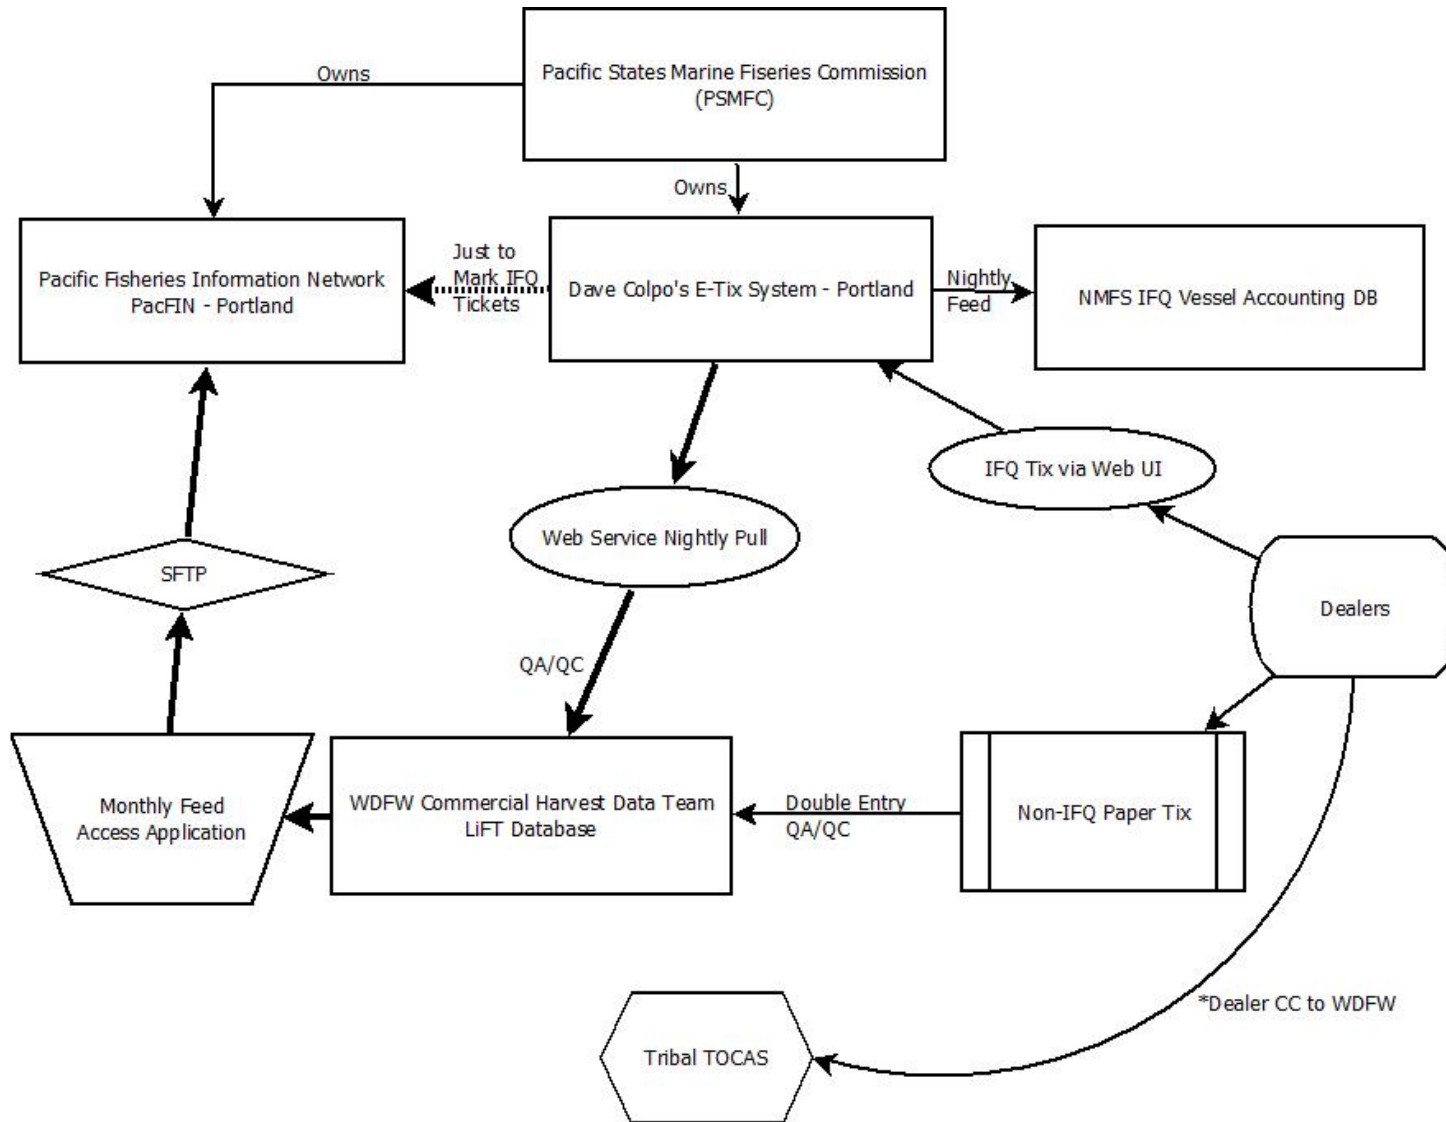 Pacific States Marine Fiseries Commission
(PSMFC)
Owns
Owns
Pacific Fisheries Information Network
PacFIN - Portland
Just to
Mark IFQ
Tickets
Dave Colpo's E-Tix System - Portland
Nightly
Feed
NMFS IFQ Vessel Accounting DB
IFQ Tix via Web UI
Web Service Nightly Pull
SFTP
Dealers
QA/QC
Monthly Feed
Access Application
WDFW Commercial Harvest Data Team
LiFT Database
Double Entry
QA/QC
Non-IFQ Paper Tix
*Dealer CC to WDFW
Tribal TOCAS